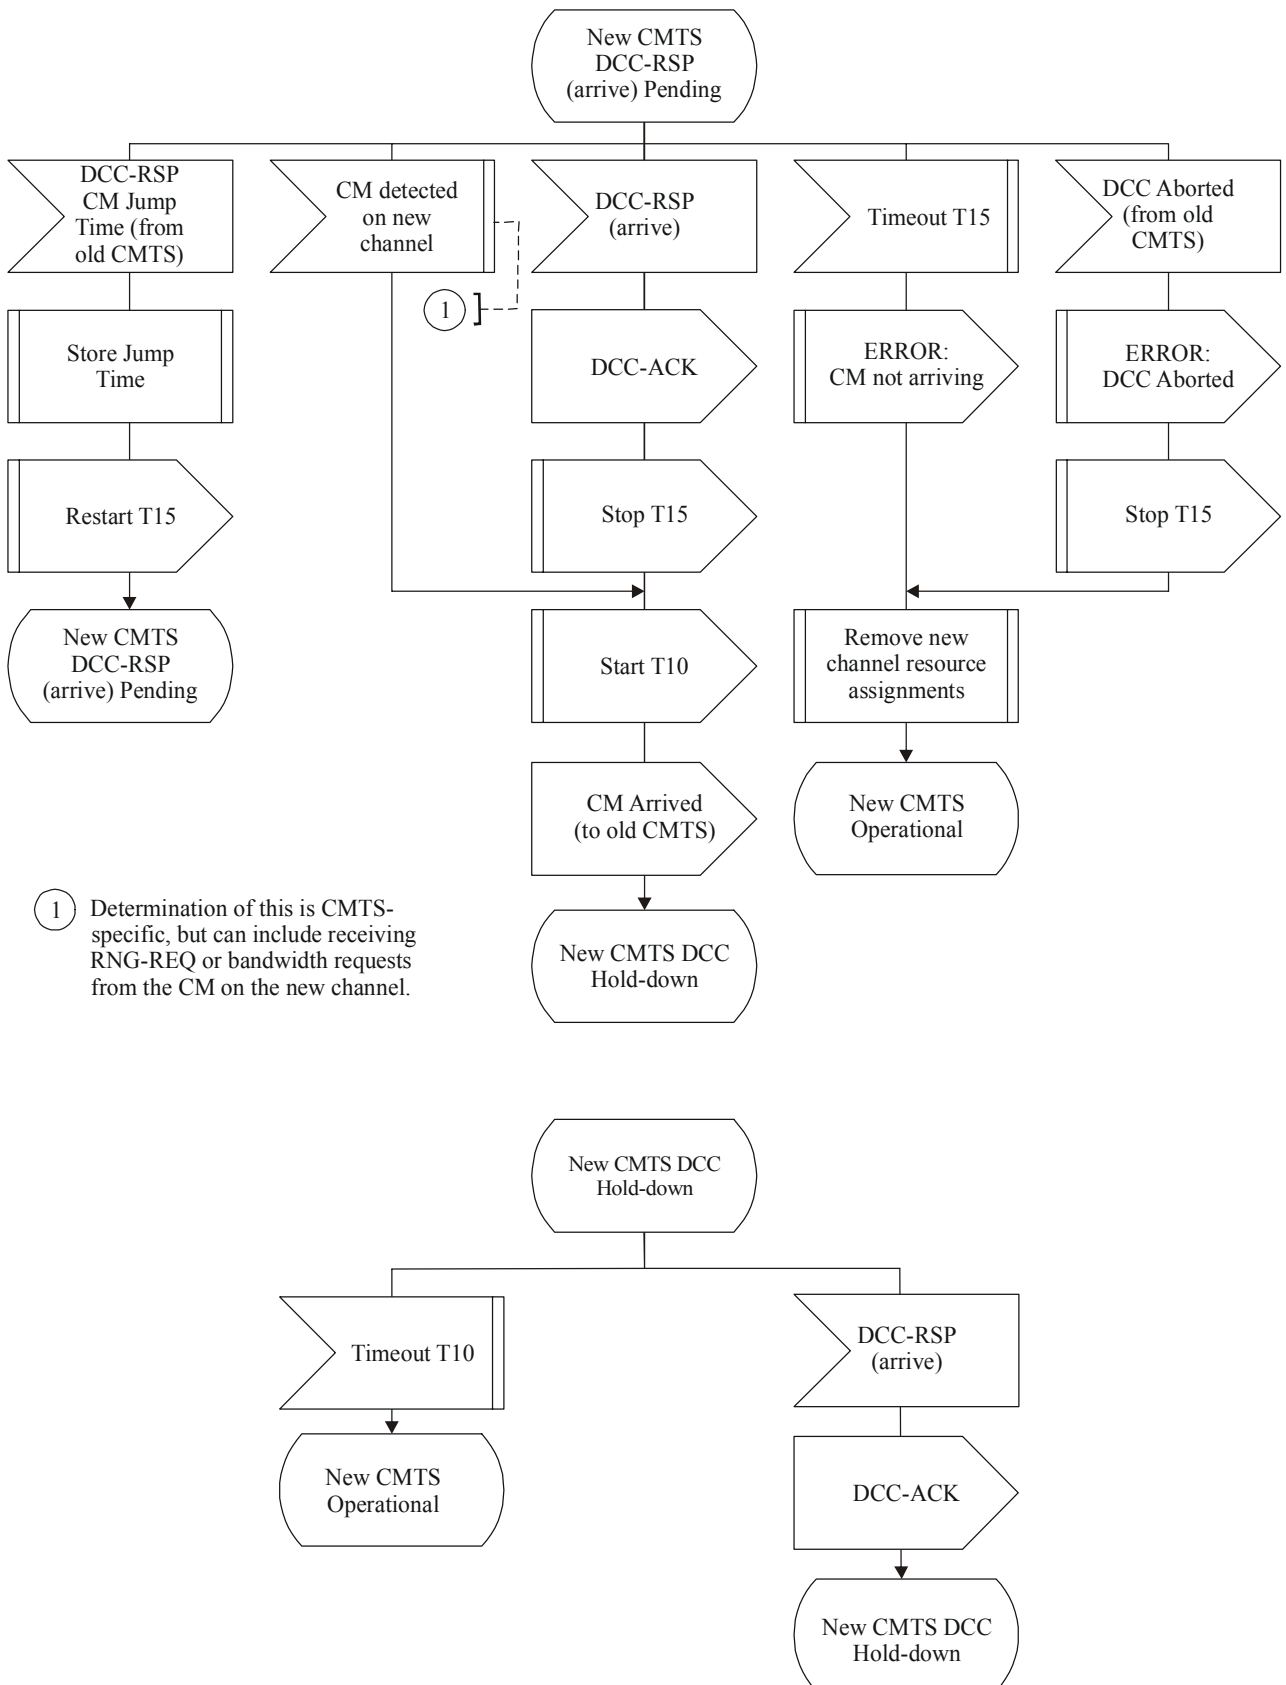 New CMTS
DCC-RSP
(arrive) Pending
DCC-RSP
CM Jump
Time (from
old CMTS)
CM detected
on new
channel
DCC-RSP
(arrive)
Timeout T15
DCC Aborted
(from old
CMTS)
1
Store Jump
Time
DCC-ACK
ERROR:
CM not arriving
ERROR:
DCC Aborted
Restart T15
Stop T15
Stop T15
New CMTS
DCC-RSP
(arrive) Pending
Start T10
Remove new
channel resource
assignments
CM Arrived
(to old CMTS)
New CMTS
Operational
1 Determination of this is CMTS-
specific, but can include receiving
RNG-REQ or bandwidth requests
from the CM on the new channel.
New CMTS DCC
Hold-down
New CMTS DCC
Hold-down
Timeout T10
DCC-RSP
(arrive)
New CMTS
Operational
DCC-ACK
New CMTS DCC
Hold-down